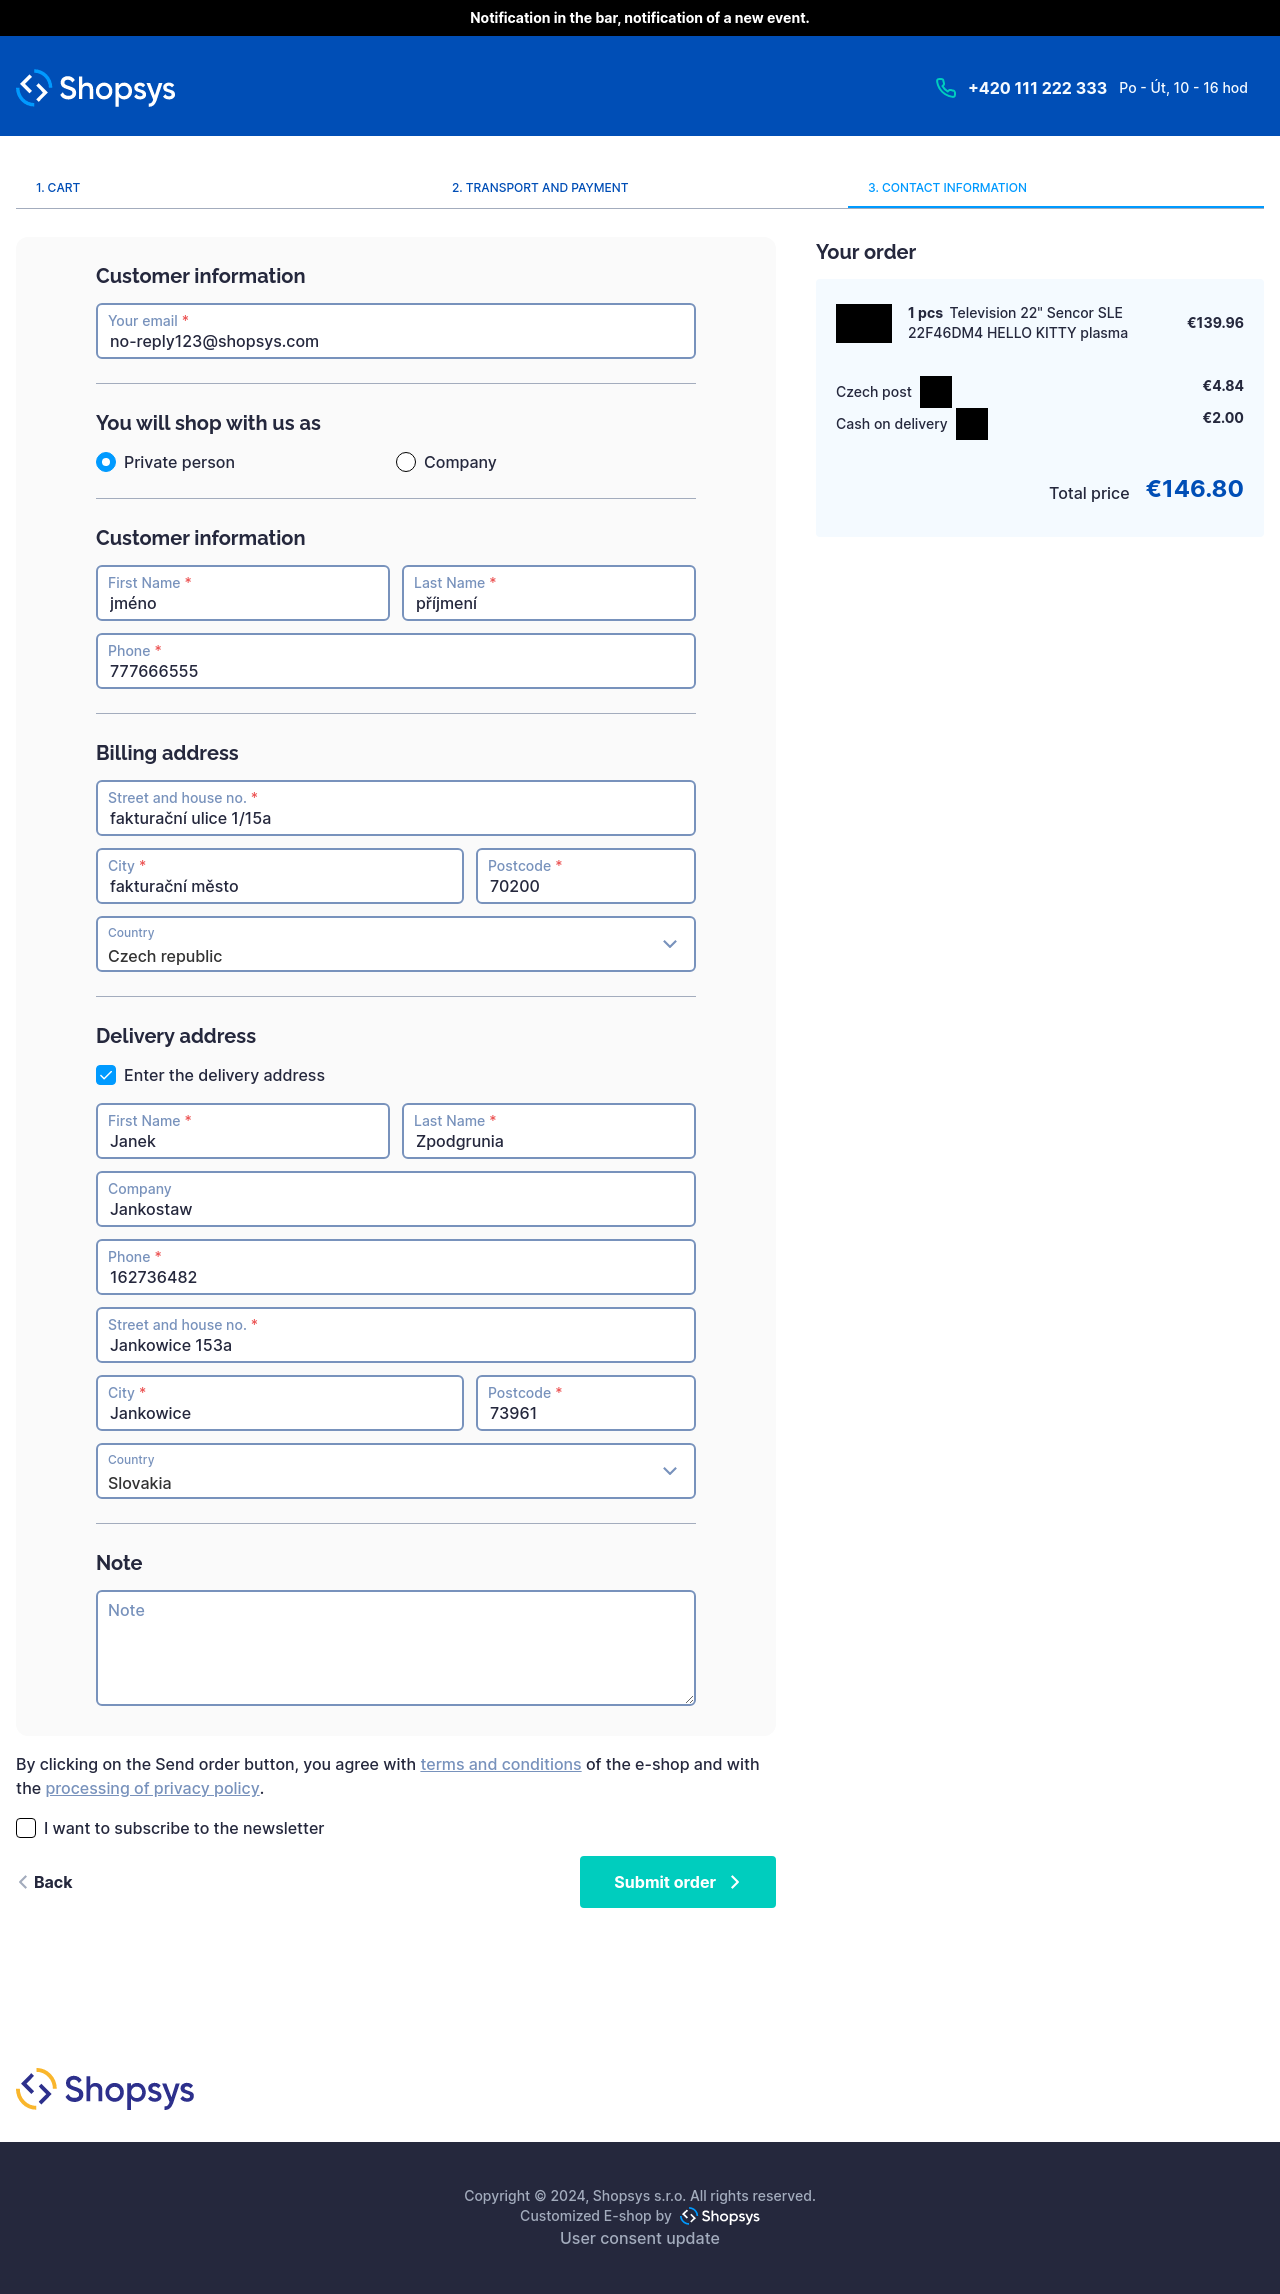 Notification in the bar, notification of a new event.
Shopsys
+420 111 222 333 Po - Út, 10 - 16 hod
1. CART
2. TRANSPORT AND PAYMENT
3. CONTACT INFORMATION
Customer information
Your email *
no-reply123@shopsys.com
You will shop with us as
Private person
Company
Customer information
First Name *
jméno
Last Name *
příjmení
Phone *
777666555
Billing address
Street and house no. *
fakturační ulice 1/15a
City *
fakturační město
Postcode *
70200
Country
Czech republic
Delivery address
Enter the delivery address
First Name *
Janek
Last Name *
Zpodgrunia
Company
Jankostaw
Phone *
162736482
Street and house no. *
Jankowice 153a
City *
Jankowice
Postcode *
73961
Country
Slovakia
Note
Note
By clicking on the Send order button, you agree with terms and conditions of the e-shop and with
the processing of privacy policy.
I want to subscribe to the newsletter
Back
Submit order
Your order
1 pcs Television 22" Sencor SLE
22F46DM4 HELLO KITTY plasma
€139.96
Czech post
€4.84
Cash on delivery
€2.00
Total price €146.80
Shopsys
Copyright © 2024, Shopsys s.r.o. All rights reserved.
Customized E-shop by Shopsys
User consent update